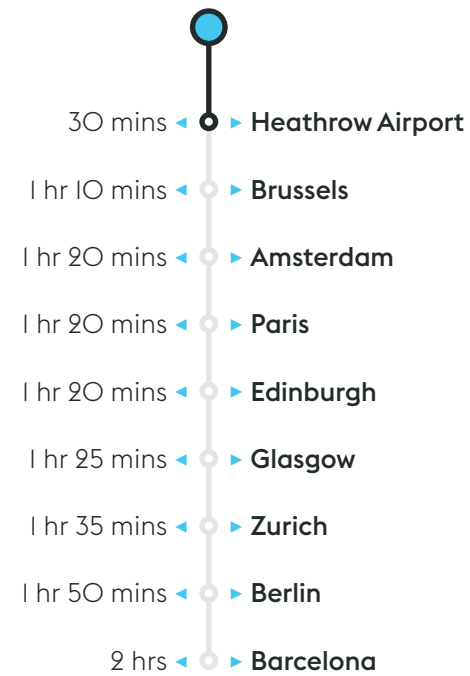 30 mins Heathrow Airport
1 hr 10 mins Brussels
1 hr 20 mins Amsterdam
1 hr 20 mins Paris
1 hr 20 mins Edinburgh
1 hr 25 mins Glasgow
1 hr 35 mins Zurich
1 hr 50 mins Berlin
2 hrs Barcelona